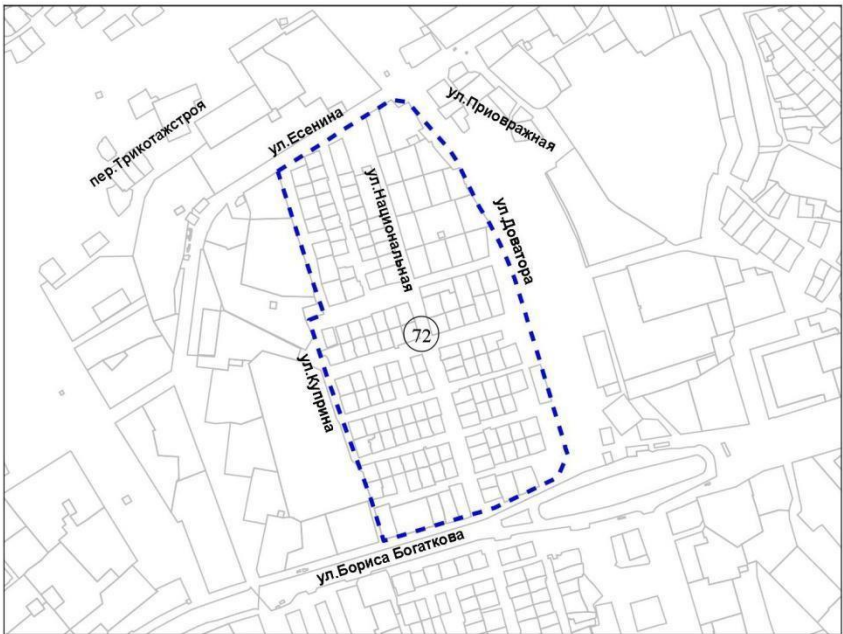 пер.Трикотажстроя
ул.Есенина
ул.Приовражная
ул.Национальная
ул.Доватора
72
ул.Куприна
ул.Бориса Богаткова